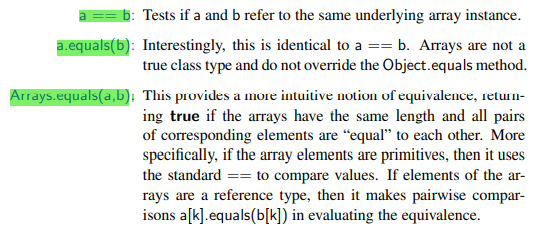 a == b: Tests if a and b refer to the same underlying array instance.
a.equals(b): Interestingly, this is identical to a == b. Arrays are not a
true class type and do not override the Object.equals method.
Arrays.equals(a,b): This provides a more intuitive notion of equivalence, return-
ing true if the arrays have the same length and all pairs
of corresponding elements are “equal” to each other. More
specifically, if the array elements are primitives, then it uses
the standard == to compare values. If elements of the ar-
rays are a reference type, then it makes pairwise compar-
isons a[k].equals(b[k]) in evaluating the equivalence.